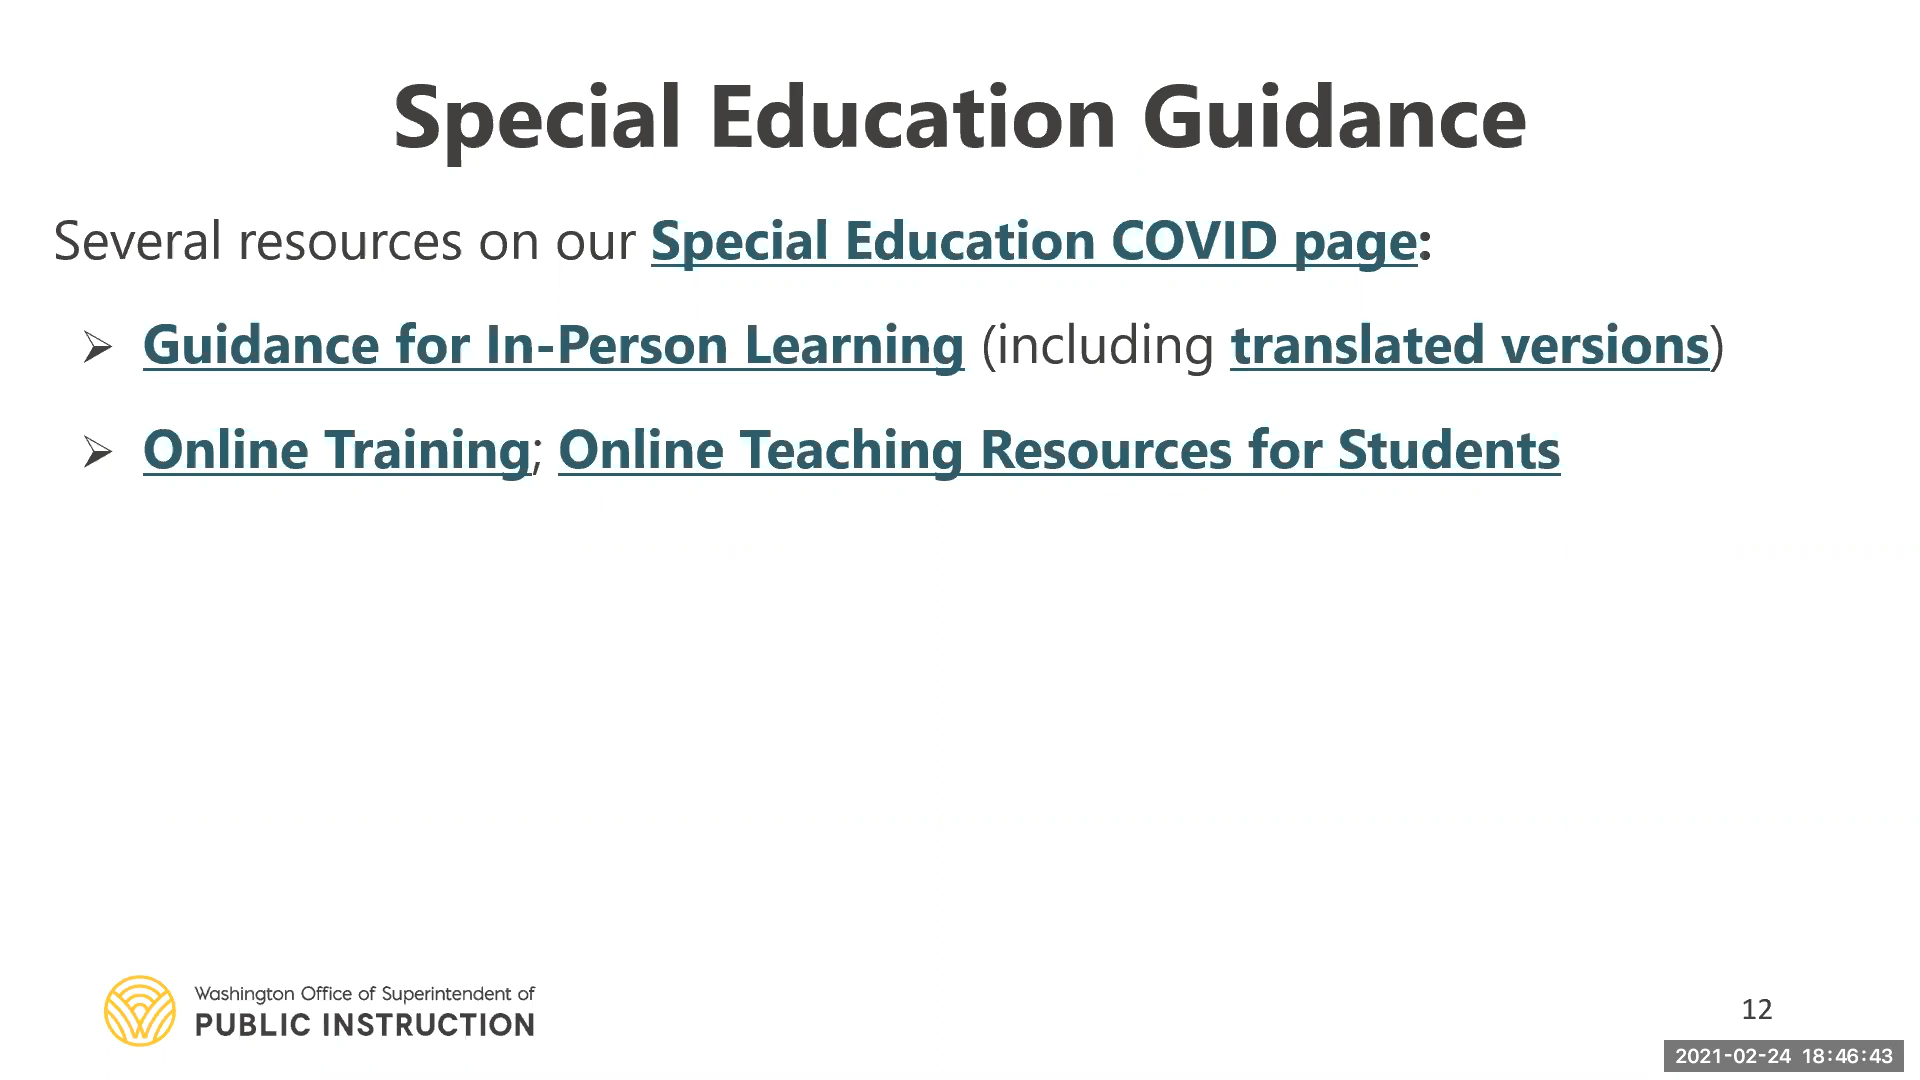 Special Education Guidance
Several resources on our Special Education COVID page:
➢ Guidance for In-Person Learning (including translated versions)
➢ Online Training; Online Teaching Resources for Students
Washington Office of Superintendent of
PUBLIC INSTRUCTION
12
2021-02-24 18:46:43